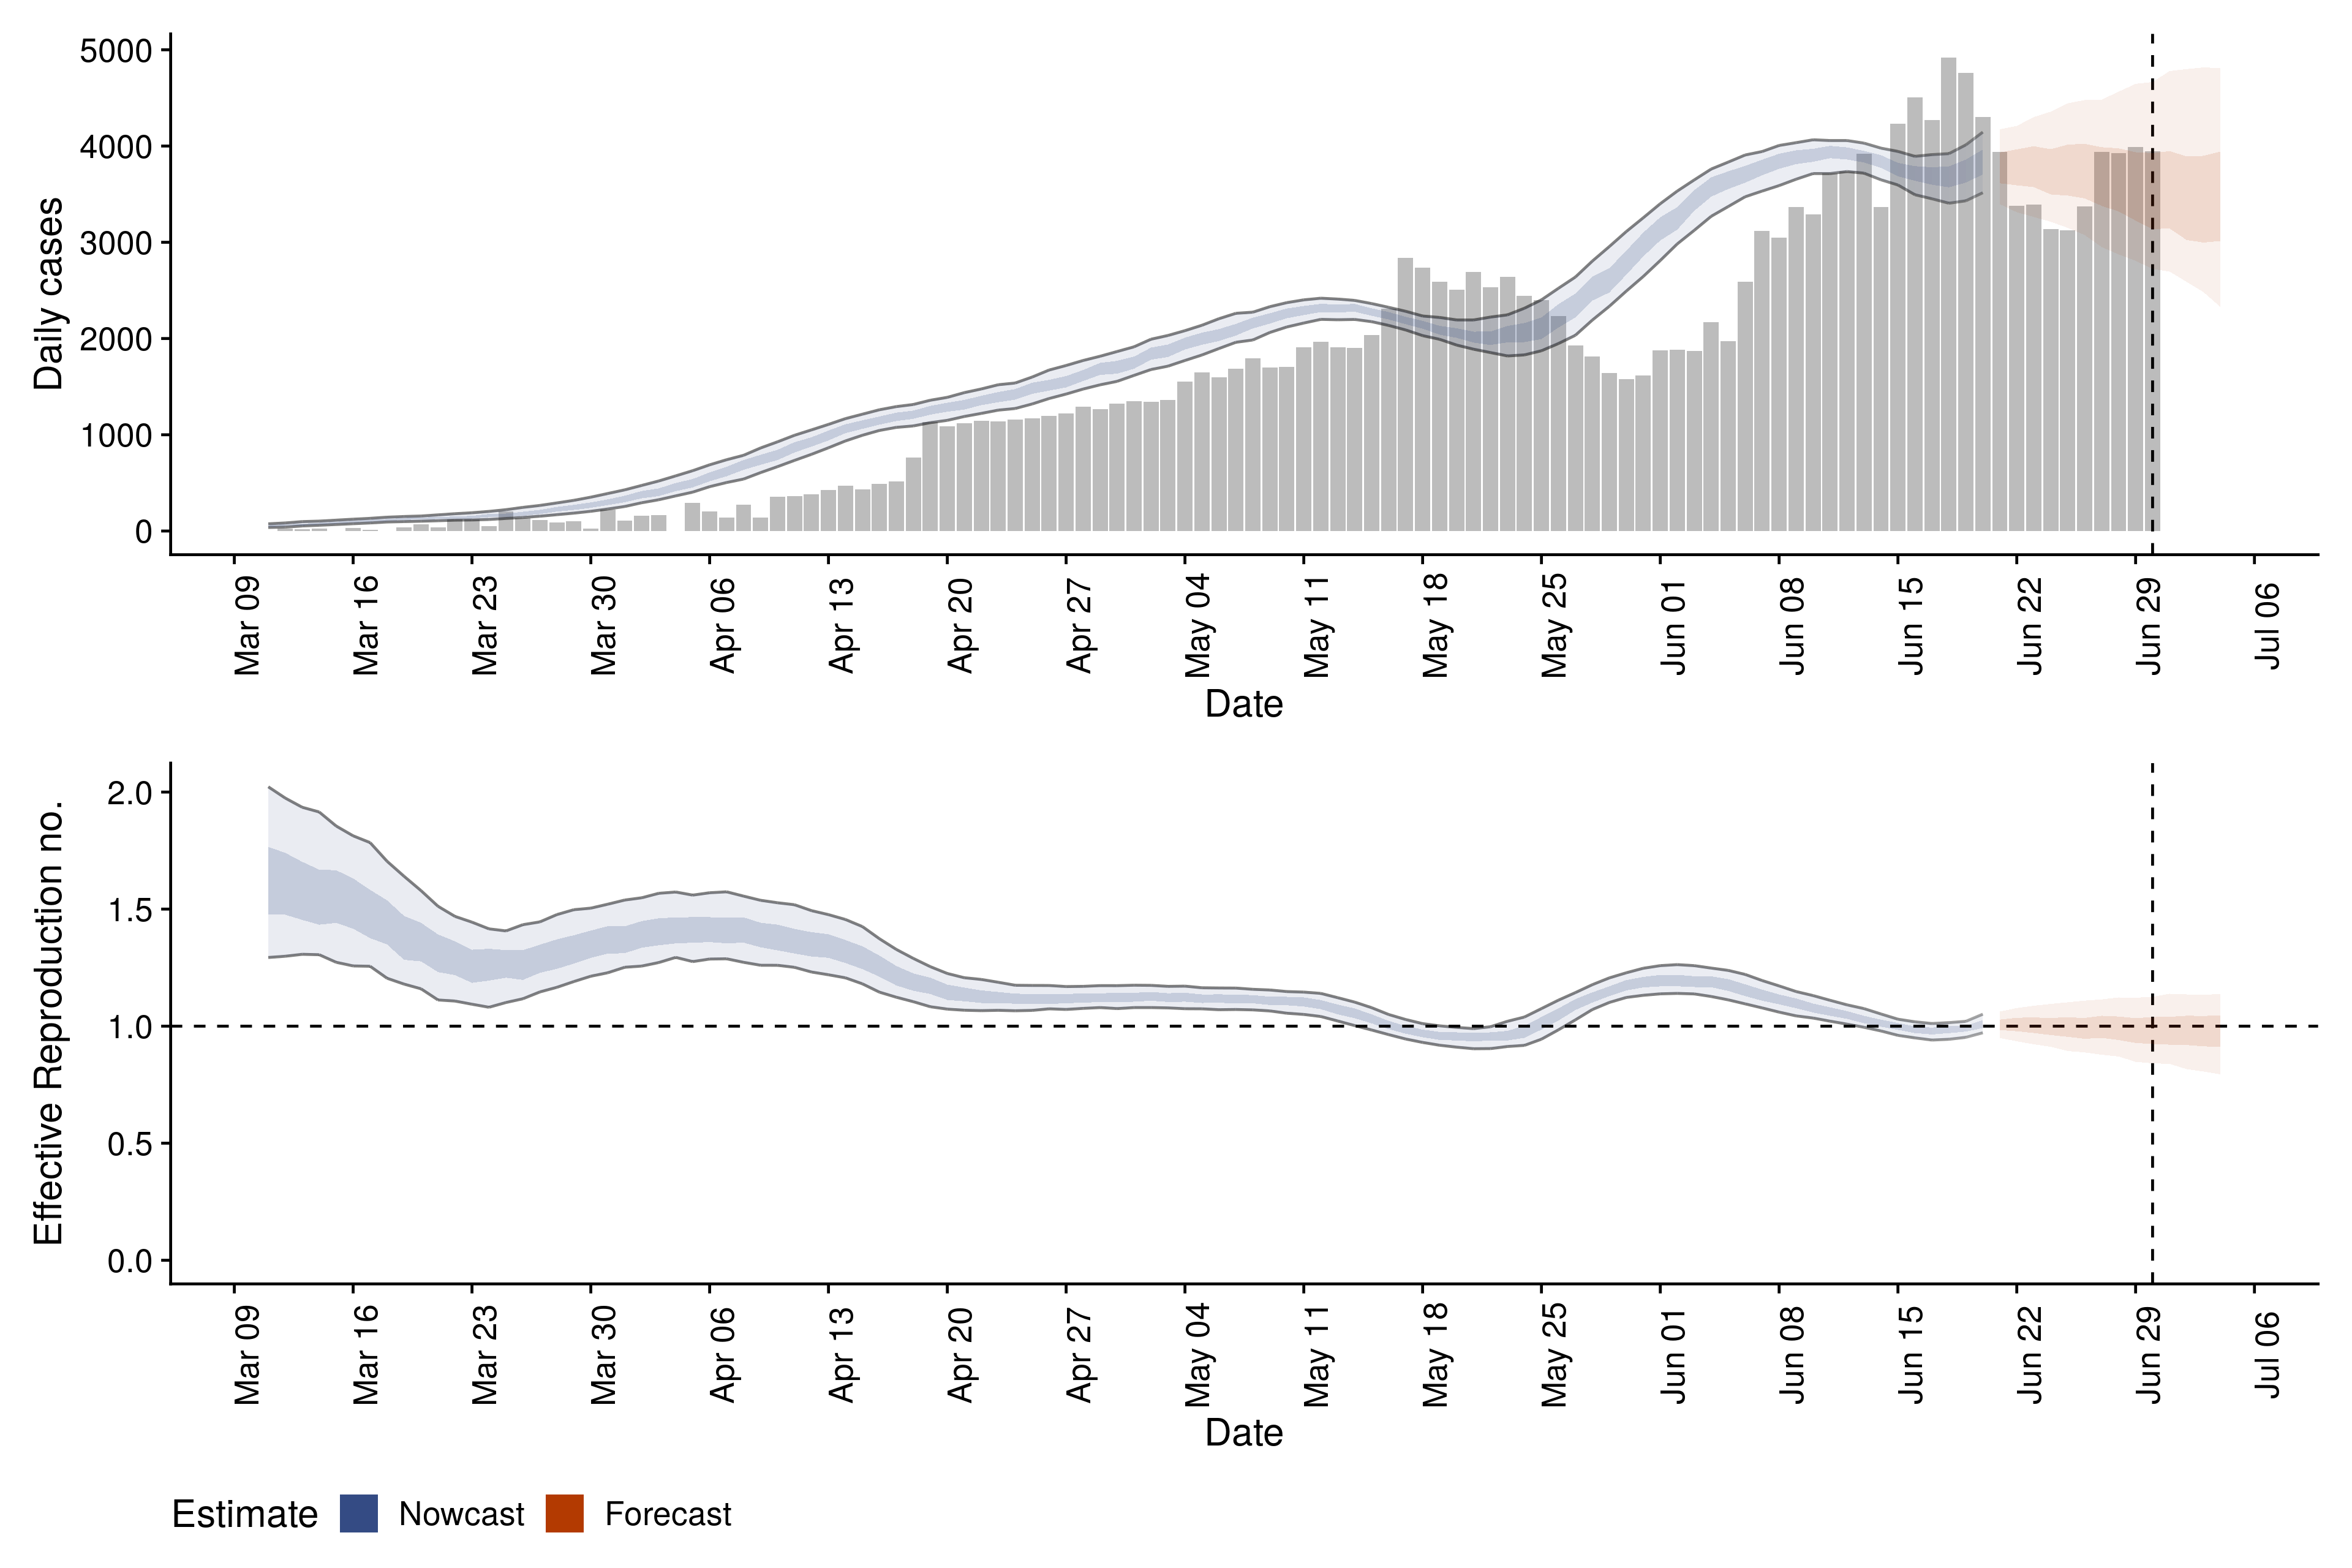 5000
4000
3000
2000
1000
0
Daily cases
Mar 09 Mar 16 Mar 23 Mar 30 Apr 06 Apr 13 Apr 20 Apr 27 May 04 May 11 May 18 May 25 Jun 01 Jun 08 Jun 15 Jun 22 Jun 29 Jul 06
Date
2.0
1.5
1.0
0.5
0.0
Effective Reproduction no.
Mar 09 Mar 16 Mar 23 Mar 30 Apr 06 Apr 13 Apr 20 Apr 27 May 04 May 11 May 18 May 25 Jun 01 Jun 08 Jun 15 Jun 22 Jun 29 Jul 06
Date
Estimate Nowcast Forecast